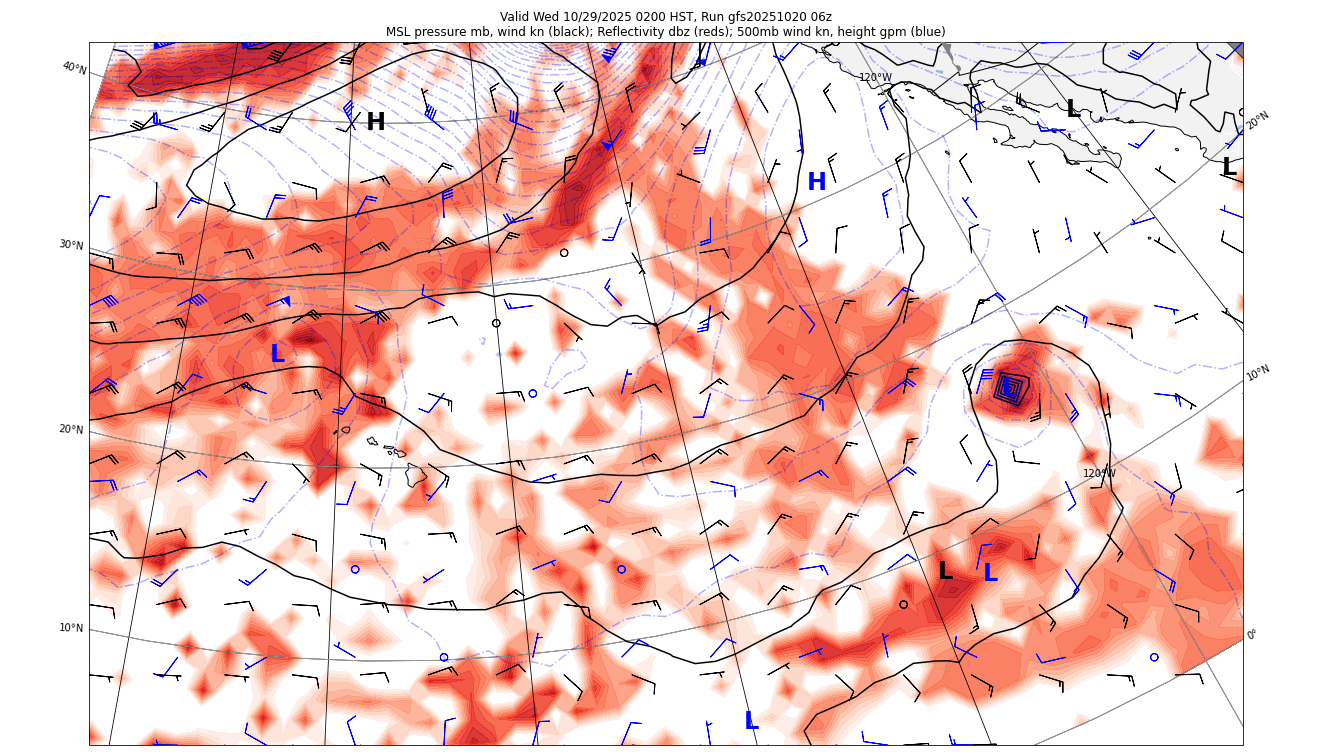 Valid Wed 10/29/2025 0200 HST, Run gfs20251020 06z
MSL pressure mb, wind kn (black); Reflectivity dbz (reds); 500mb wind kn, height gpm (blue)
40°N
120°W
L
20°N
H
L
H
30°N
L
10°N
L
20°N
120°W
L
L
10°N
0°
L